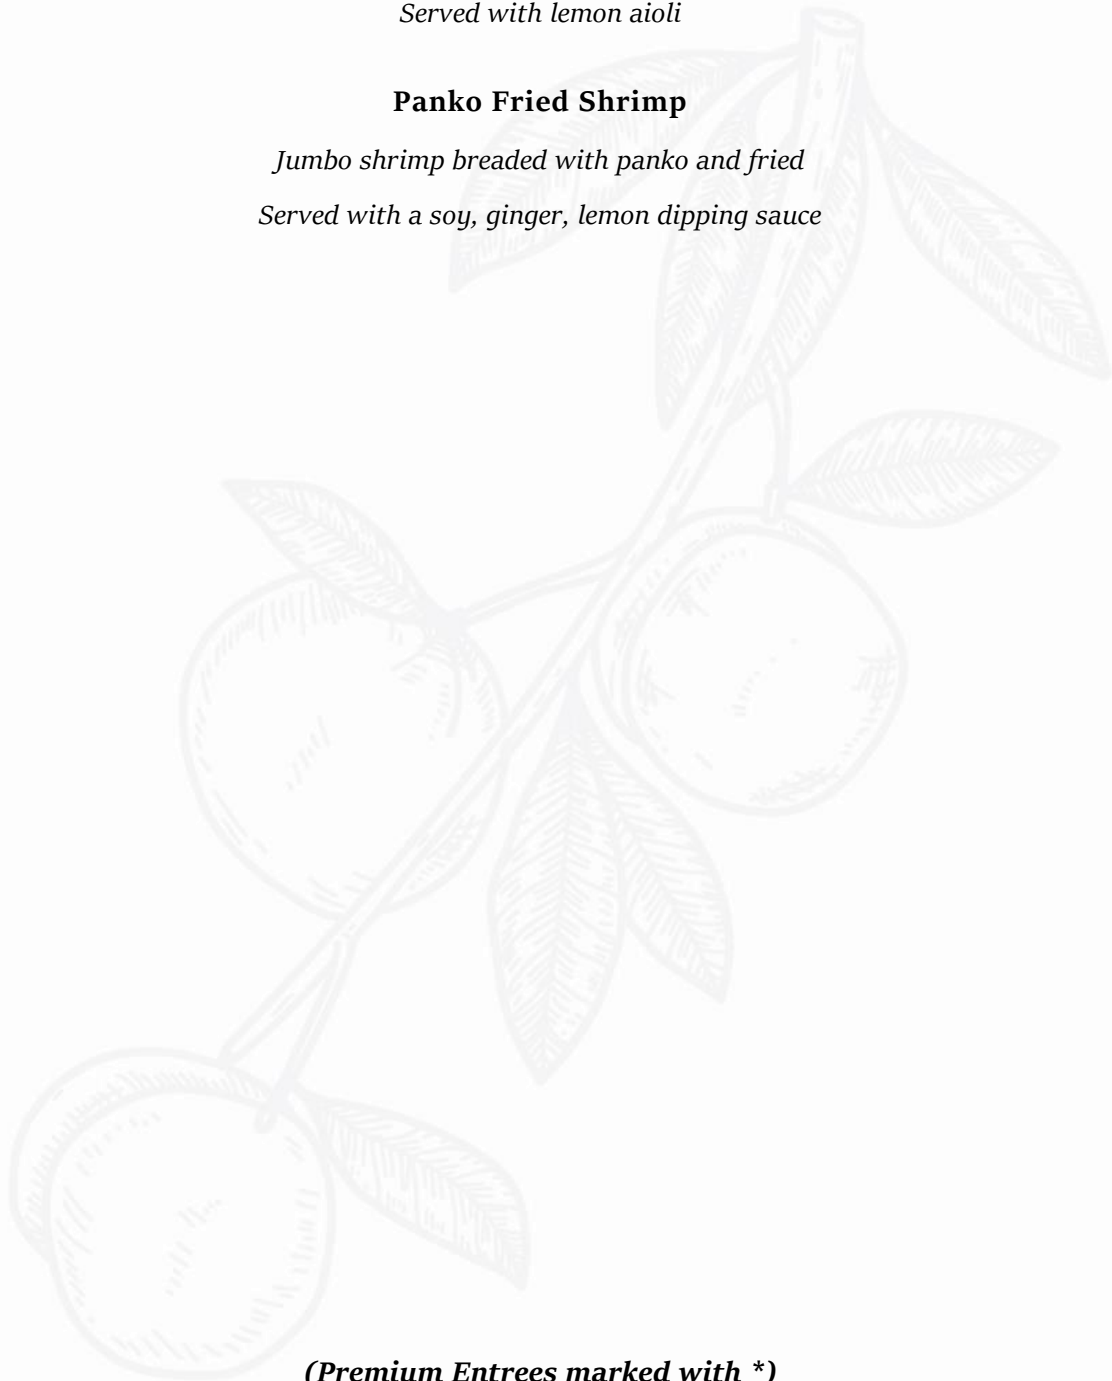 Served with lemon aioli
Panko Fried Shrimp
Jumbo shrimp breaded with panko and fried
Served with a soy, ginger, lemon dipping sauce
(Premium Entrees marked with *)